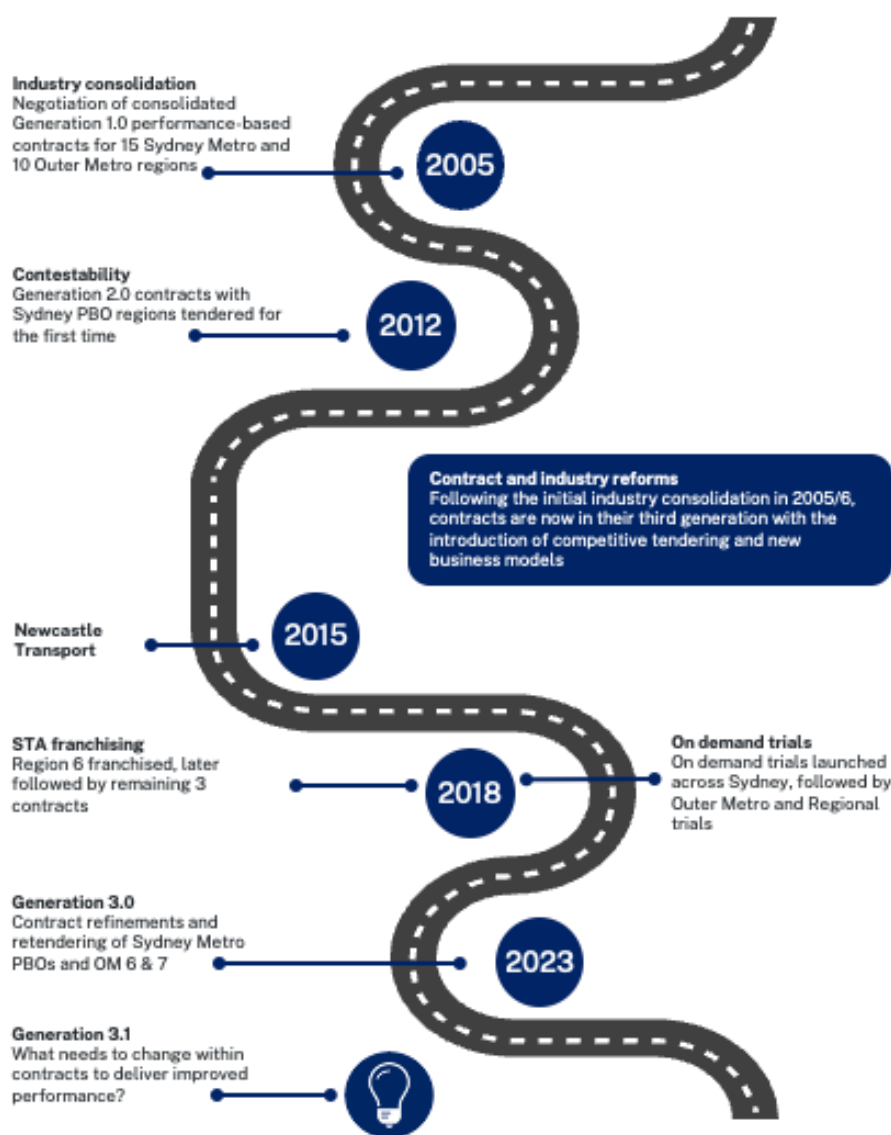 Industry consolidation
Negotiation of consolidated
Generation 1.0 performance-based
contracts for 15 Sydney Metro and
10 Outer Metro regions
2005
Contestability
Generation 2.0 contracts with
Sydney PBO regions tendered for
the first time
2012
Contract and industry reforms
Following the initial industry consolidation in 2005/6,
contracts are now in their third generation with the
introduction of competitive tendering and new
business models
Newcastle
Transport
2015
STA franchising
Region 6 franchised, later
followed by remaining 3
contracts
2018
On demand trials
On demand trials launched
across Sydney, followed by
Outer Metro and Regional
trials
Generation 3.0
Contract refinements and
retendering of Sydney Metro
PBOs and OM 6 & 7
2023
Generation 3.1
What needs to change within
contracts to deliver improved
performance?